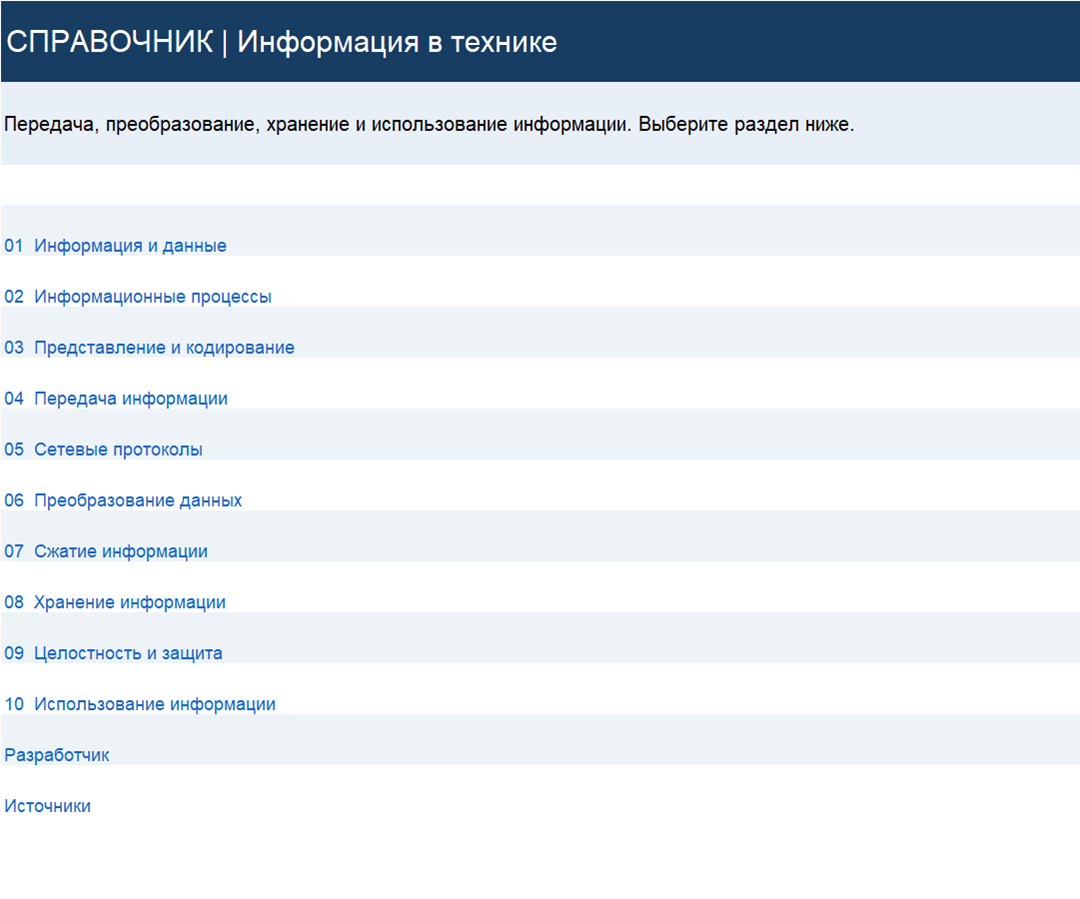 СПРАВОЧНИК | Информация в технике
Передача, преобразование, хранение и использование информации. Выберите раздел ниже.
01 Информация и данные
02 Информационные процессы
03 Представление и кодирование
04 Передача информации
05 Сетевые протоколы
06 Преобразование данных
07 Сжатие информации
08 Хранение информации
09 Целостность и защита
10 Использование информации
Разработчик
Источники